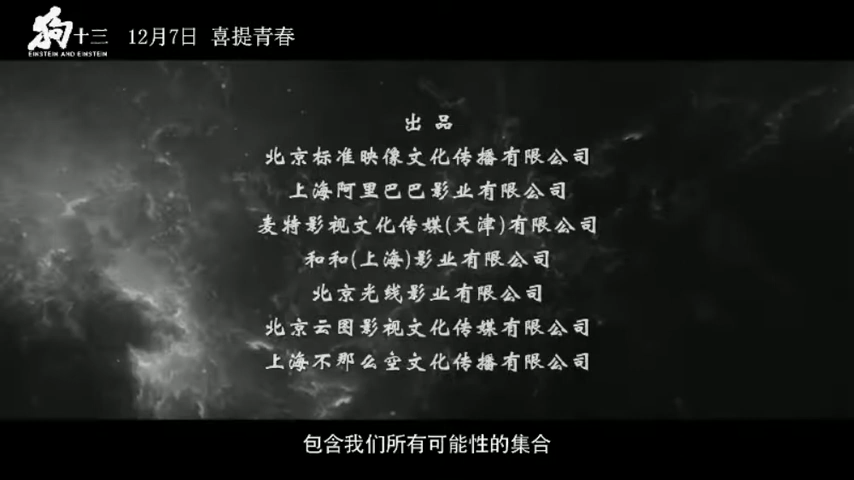 狗十三 12月7日 喜提青春
EINSTEIN AND EINSTEIN
出品
北京标准映像文化传播有限公司
上海阿里巴巴影业有限公司
麦特影视文化传媒(天津)有限公司
和和(上海)影业有限公司
北京光线影业有限公司
北京云图影视文化传媒有限公司
上海不那么空文化传播有限公司
包含我们所有可能性的集合